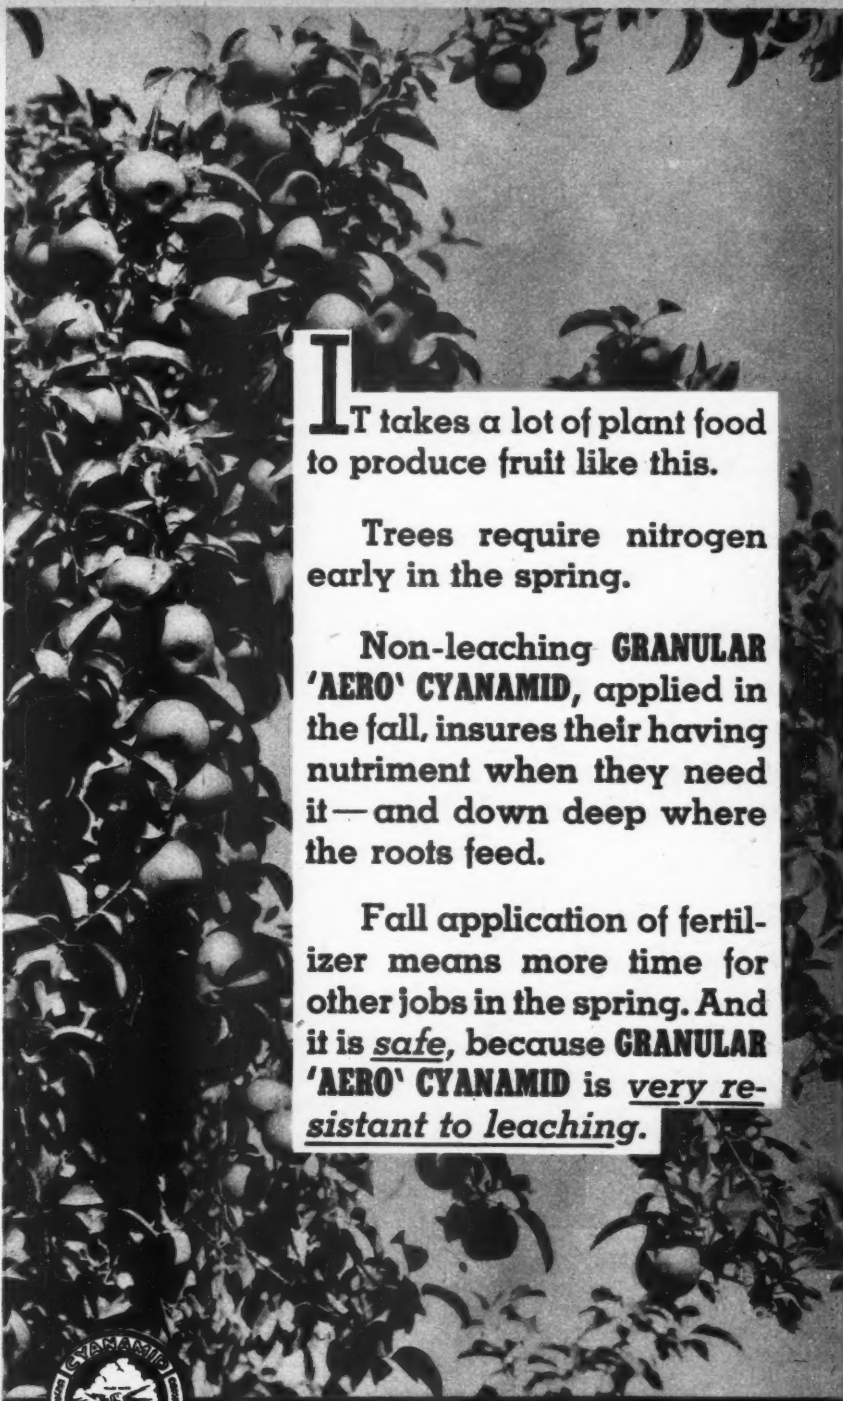 IT takes a lot of plant food
to produce fruit like this.
Trees require nitrogen
early in the spring.
Non-leaching GRANULAR
'AERO' CYANAMID, applied in
the fall, insures their having
nutriment when they need
it—and down deep where
the roots feed.
Fall application of fertil-
izer means more time for
other jobs in the spring. And
it is safe, because GRANULAR
'AERO' CYANAMID is very re-
sistant to leaching.
CYANAMID